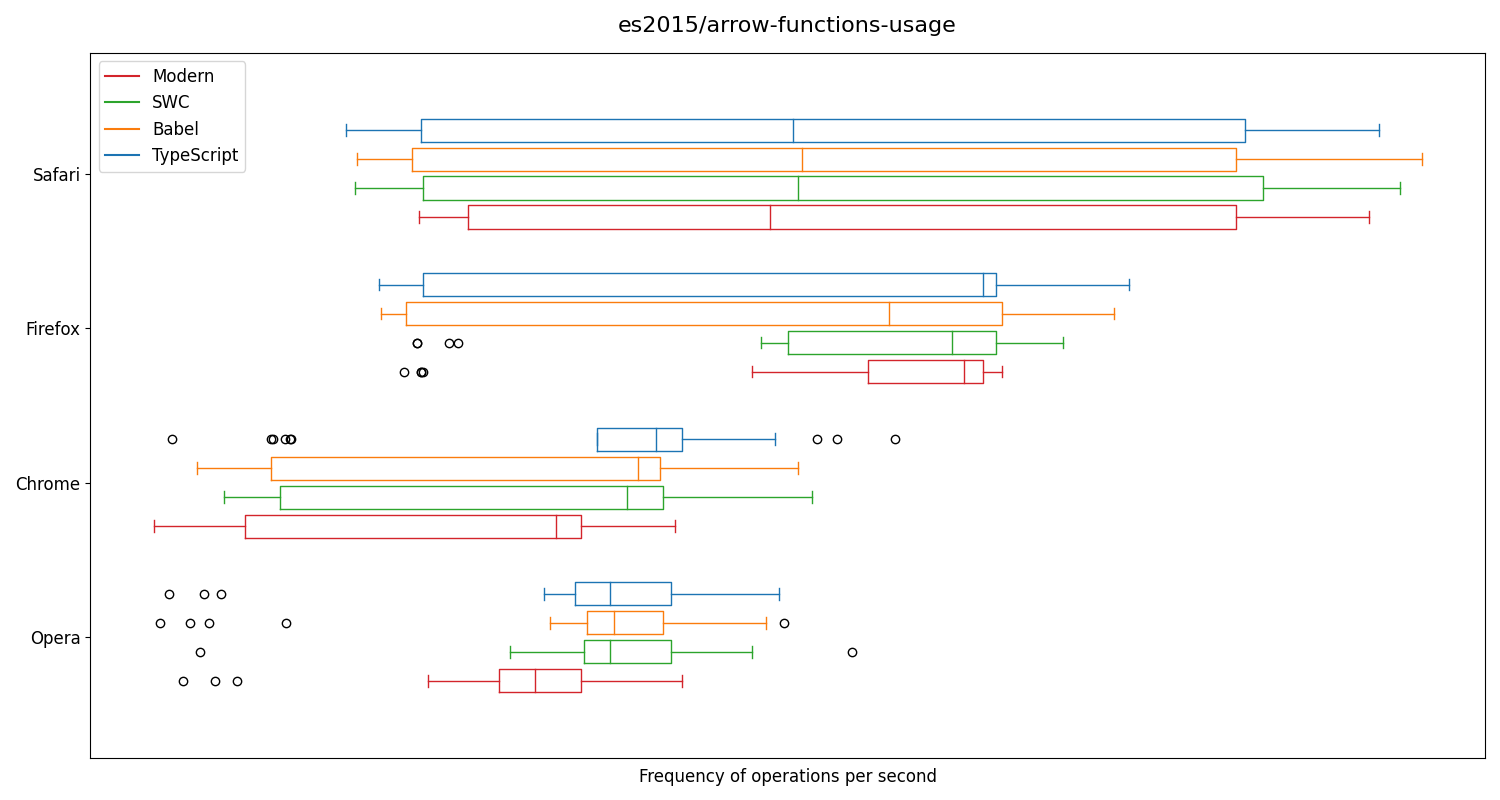 es2015/arrow-functions-usage
Modern
SWC
Babel
TypeScript
Safari
Firefox
Chrome
Opera
Frequency of operations per second